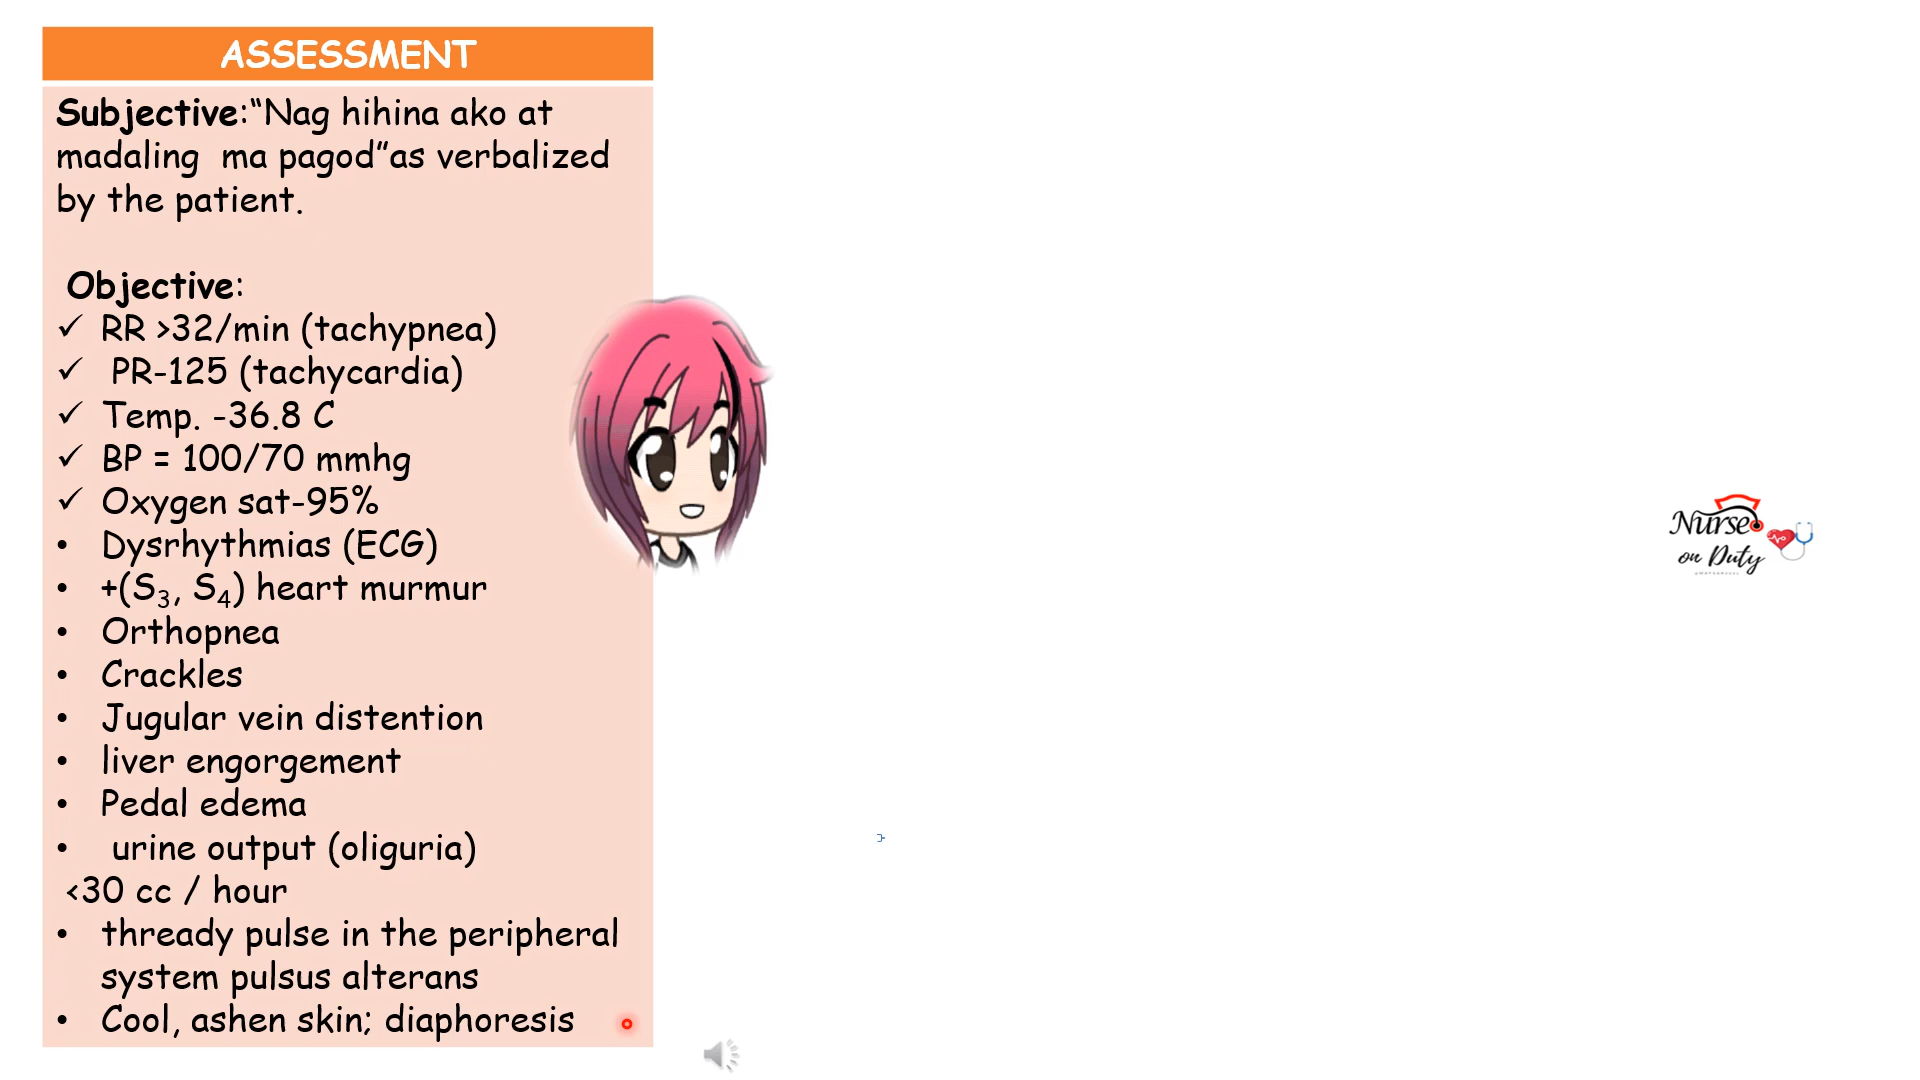 ASSESSMENT
Subjective:“Nag hihina ako at
madaling  ma pagod”as verbalized
by the patient.
Objective:
✓ RR >32/min (tachypnea)
✓ PR-125 (tachycardia)
✓ Temp. -36.8 C
✓ BP = 100/70 mmhg
✓ Oxygen sat-95%
• Dysrhythmias (ECG)
• +(S₃, S₄) heart murmur
• Orthopnea
• Crackles
• Jugular vein distention
• liver engorgement
• Pedal edema
• urine output (oliguria)
<30 cc / hour
• thready pulse in the peripheral
system pulsus alterans
• Cool, ashen skin; diaphoresis
Nurse
on Duty